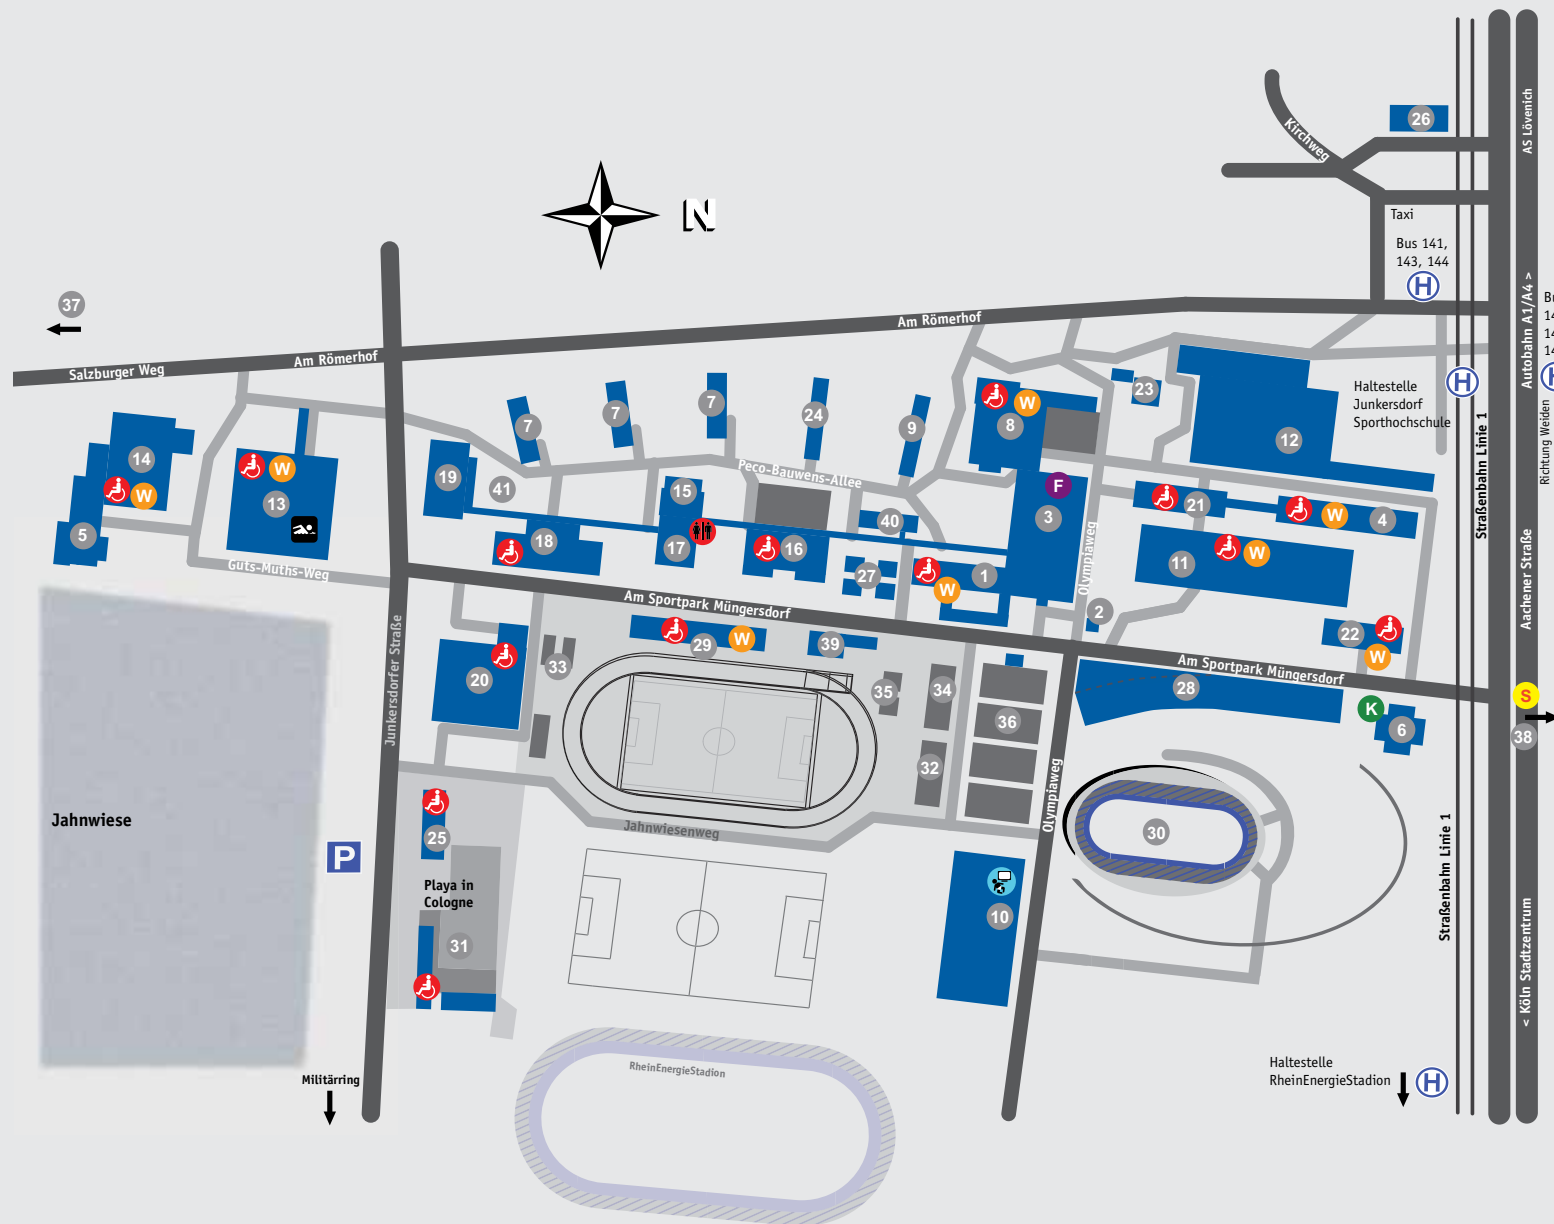 AS Lövenich
26
Kirchweg
Taxi
Bus 141,
143, 144
H
N
37
Am Römerhof
Am Römerhof
Salzburger Weg
Autobahn A1/A4 >
14
14
14
H
Haltestelle
Junkersdorf
Sporthochschule
Richtung Weiden
Straßenbahn Linie 1
7
7
7
24
9
8
W
23
12
14
W
13
W
5
19
41
15
Peco-Bauwens-Allee
F
3
21
W
4
40
18
17
16
27
1
W
11
W
Olympiaweg
2
22
W
Aachener Straße
Guts-Muths-Weg
Am Sportpark Müngersdorf
29
W
39
33
20
35
34
36
32
Am Sportpark Müngersdorf
28
K
6
S
38
Junkersdorfer Straße
Jahnwiese
P
25
Playa in
Cologne
31
Jahnwiesenweg
Olympiaweg
30
10
Straßenbahn Linie 1
< Köln Stadtzentrum
Haltestelle
RheinEnergieStadion
H
Militärring
RheinEnergieStadion